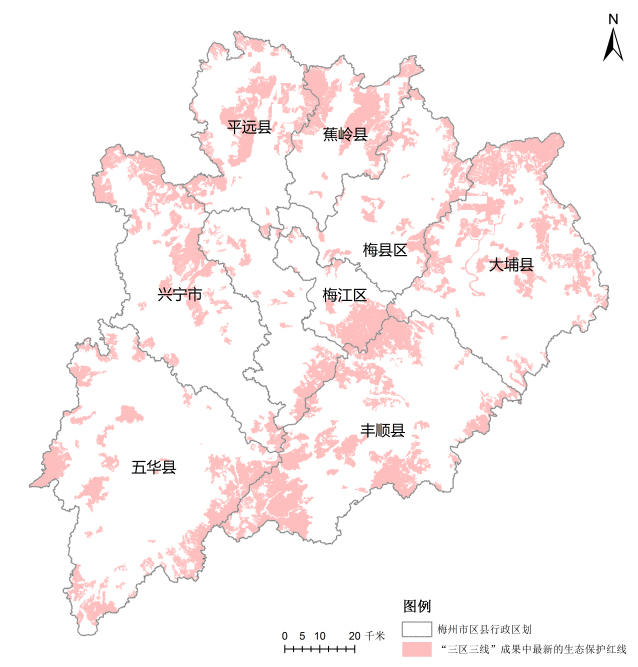 N
平远县
蕉岭县
梅县区
大埔县
兴宁市
梅江区
丰顺县
五华县
图例
梅州市区县行政区划
“三区三线”成果中最新的生态保护红线
0 5 10 20 千米